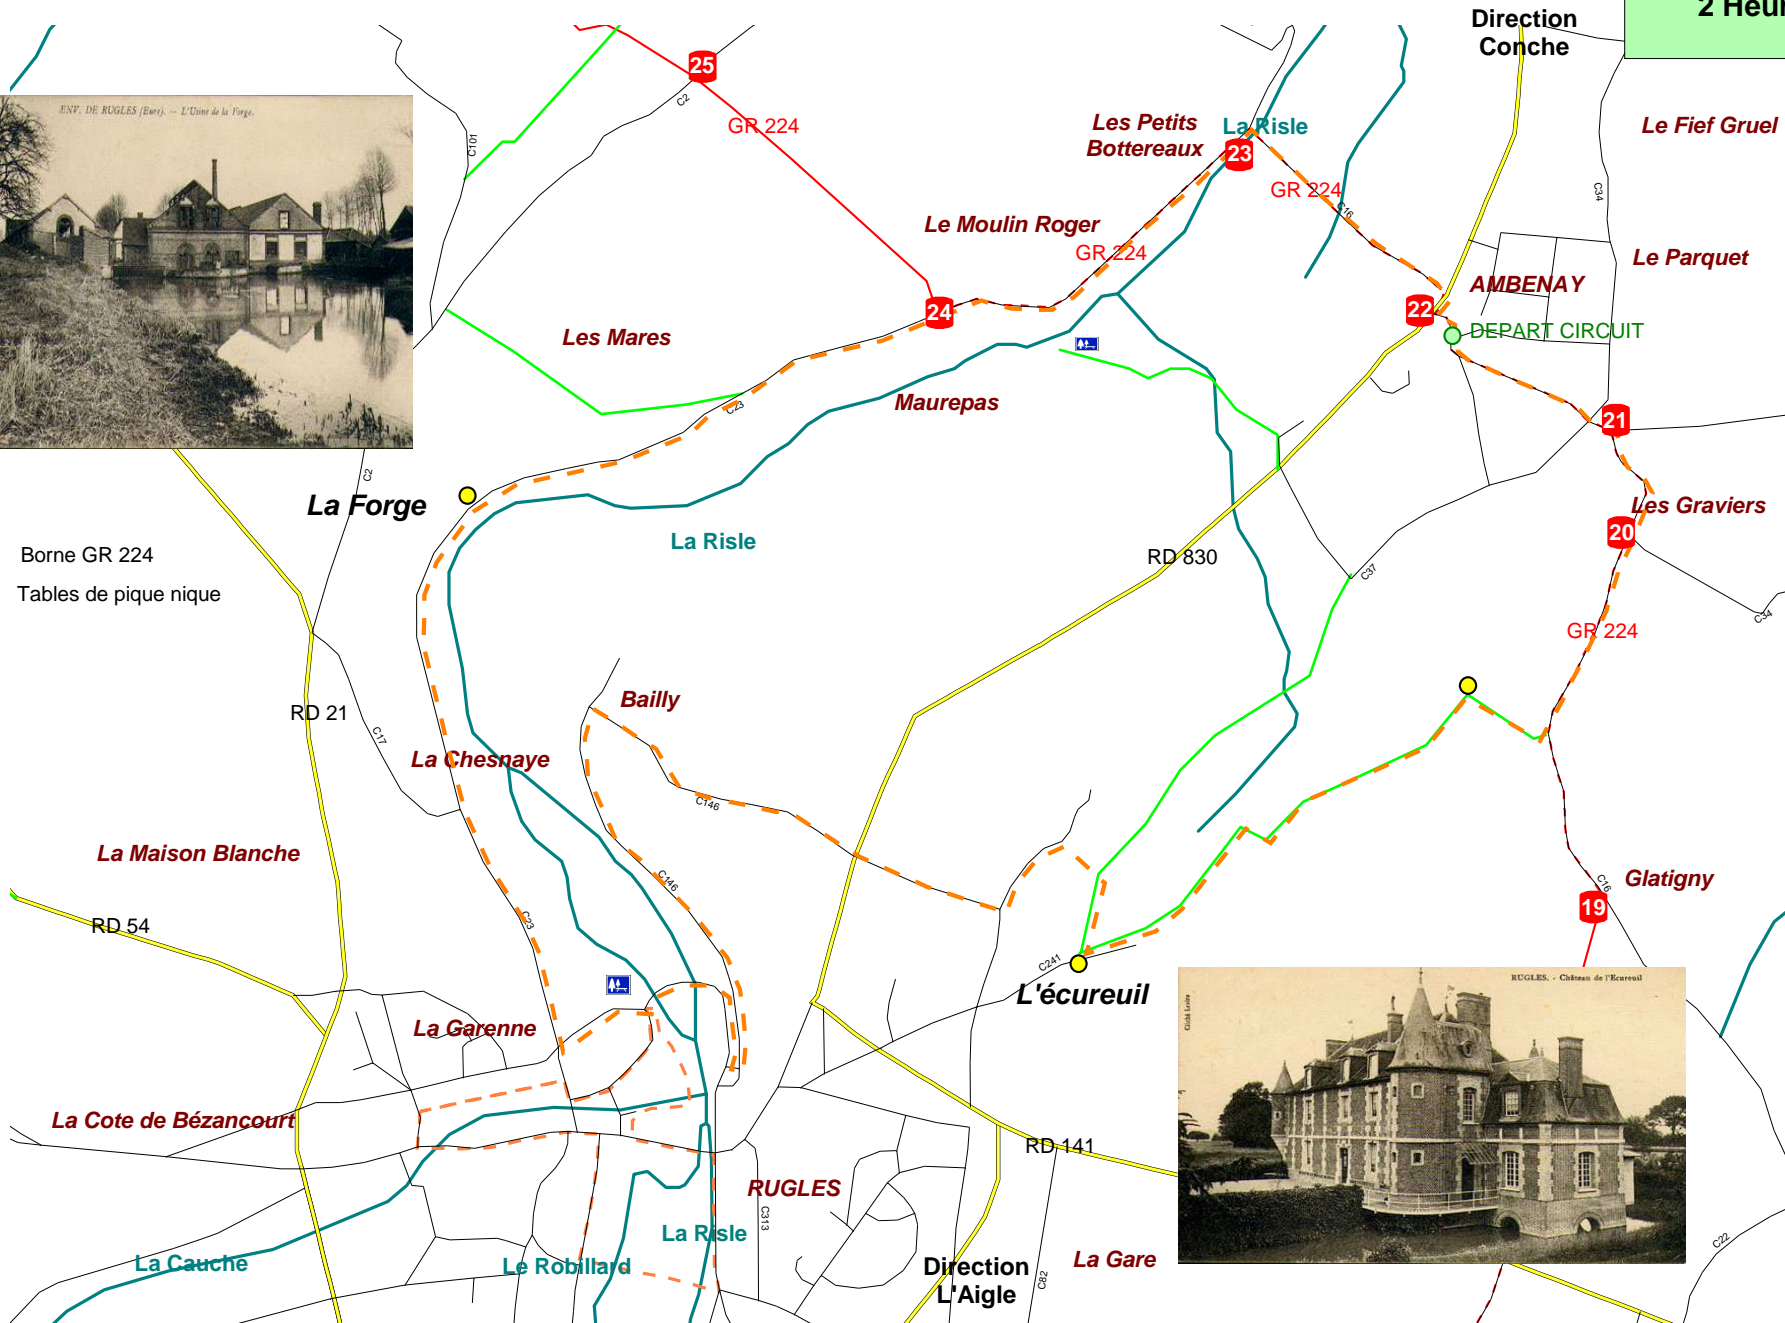 2 Heur
Direction
Conche
25
C2
GR 224
ENV. DE RUGLES (Eure). — L'Usine de la Forge.
C101
Les Petits
Bottereaux
La Risle
23
Le Fief Gruel
GR 224
C16
C34
Le Moulin Roger
GR 224
Le Parquet
AMBENAY
24
22
DEPART CIRCUIT
Les Mares
Maurepas
C23
21
C2
La Forge
Les Graviers
20
La Risle
Borne GR 224
RD 830
C37
Tables de pique nique
C34
GR 224
Bailly
RD 21
C17
La Chesnaye
C146
La Maison Blanche
C146
Glatigny
C16
19
RD 54
C23
C241
L'écureuil
RUGLES. - Château de l'Ecureuil
La Garenne
La Cote de Bézancourt
RD 141
RUGLES
C313
La Risle
La Cauche
Le Robillard
Direction
L'Aigle
C82
La Gare
C22